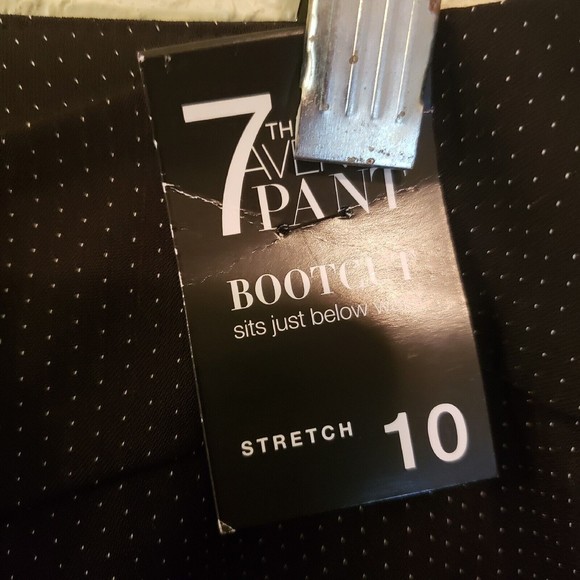 7TH
AVE
PANT
BOOTCUT
sits just below
STRETCH 10